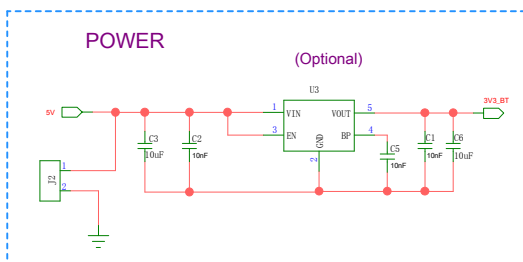 POWER
(Optional)
U3
5V
1
VIN
VOUT
5
3V3_BT
3
EN
BP
4
GND
2
C3
10uF
C2
10nF
C5
10nF
C1
10nF
C6
10uF
J2
1
2